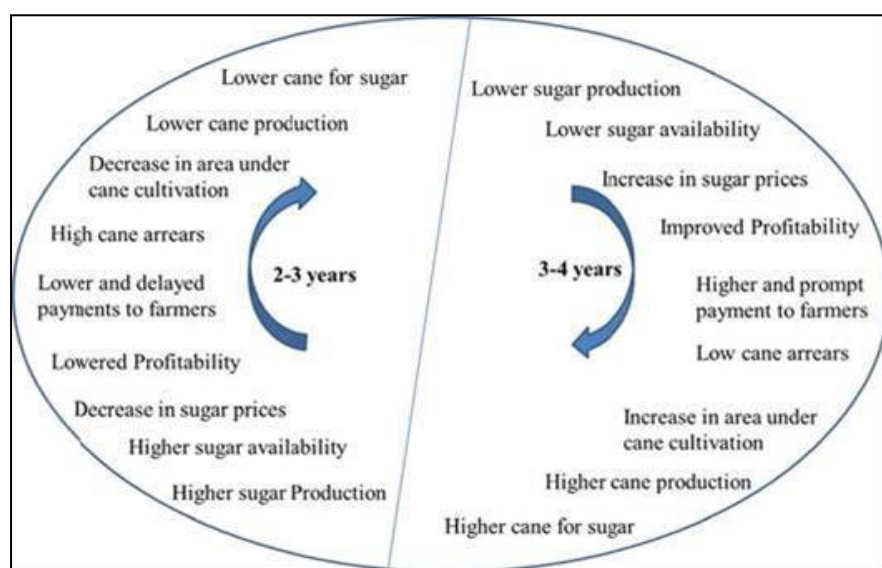 Lower cane for sugar
Lower cane production
Decrease in area under
cane cultivation
High cane arrears
2-3 years
Lower and delayed
payments to farmers
Lowered Profitability
Decrease in sugar prices
Higher sugar availability
Higher sugar Production
Lower sugar production
Lower sugar availability
Increase in sugar prices
Improved Profitability
3-4 years
Higher and prompt
payment to farmers
Low cane arrears
Increase in area under
cane cultivation
Higher cane production
Higher cane for sugar